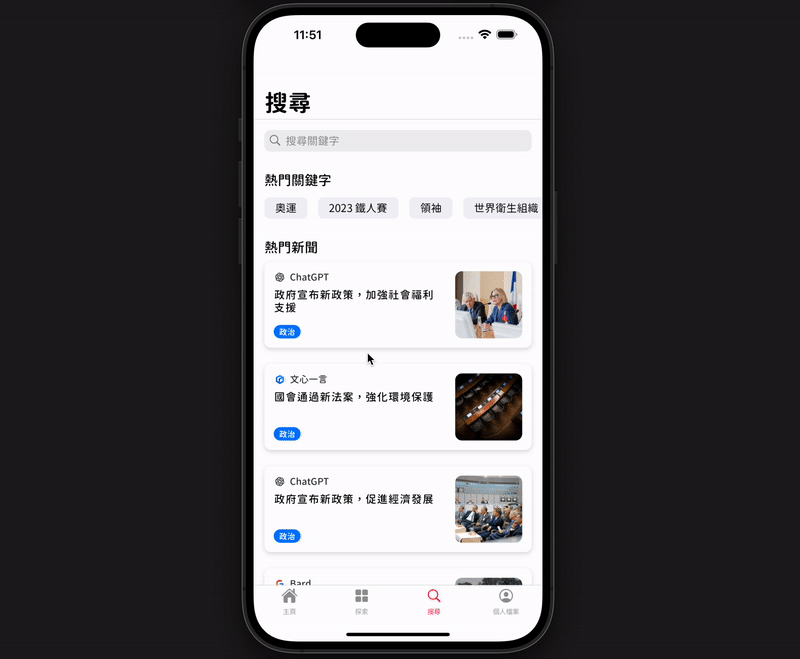 11:51
搜尋
搜尋關鍵字
熱門關鍵字
奧運
2023 鐵人賽
領袖
世界衛生組織
熱門新聞
ChatGPT
政府宣布新政策，加強社會福利
支援
政治
文心一言
國會通過新法案，強化環境保護
政治
ChatGPT
政府宣布新政策，促進經濟發展
政治
Bard
主頁
探索
搜尋
個人檔案